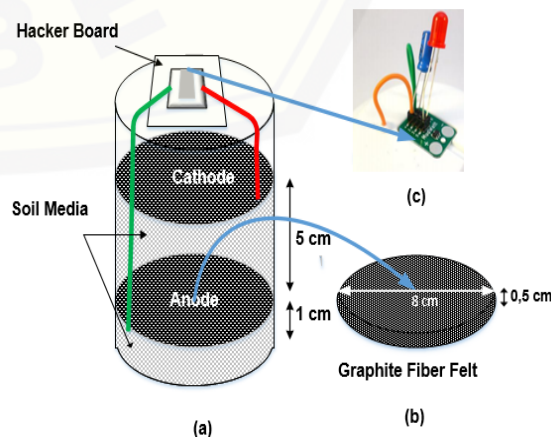 Hacker Board
(c)
Cathode
Soil Media
5 cm
Anode
1 cm
8 cm
0,5 cm
Graphite Fiber Felt
(a)
(b)